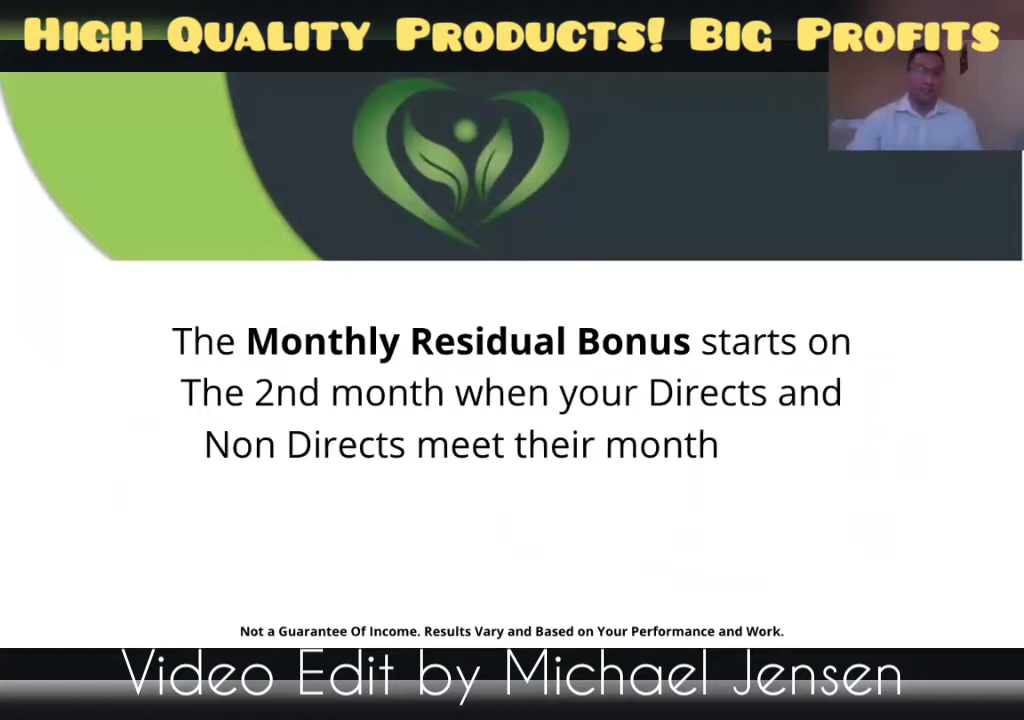 High Quality Products! Big Profits
The Monthly Residual Bonus starts on
The 2nd month when your Directs and
Non Directs meet their month
Not a Guarantee Of Income. Results Vary and Based on Your Performance and Work.
Video Edit by Michael Jensen